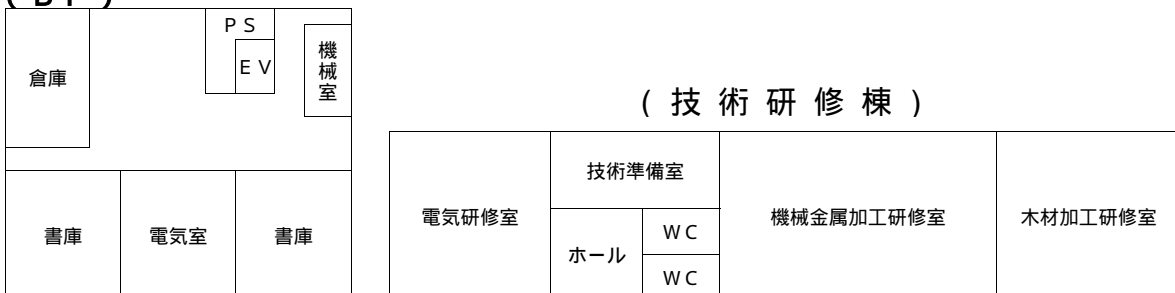 ＰＳ
ＥＶ
倉庫
機械室
書庫
電気室
書庫
(技術研修棟)
技術準備室
電気研修室
ホール
ＷＣ
ＷＣ
機械金属加工研修室
木材加工研修室